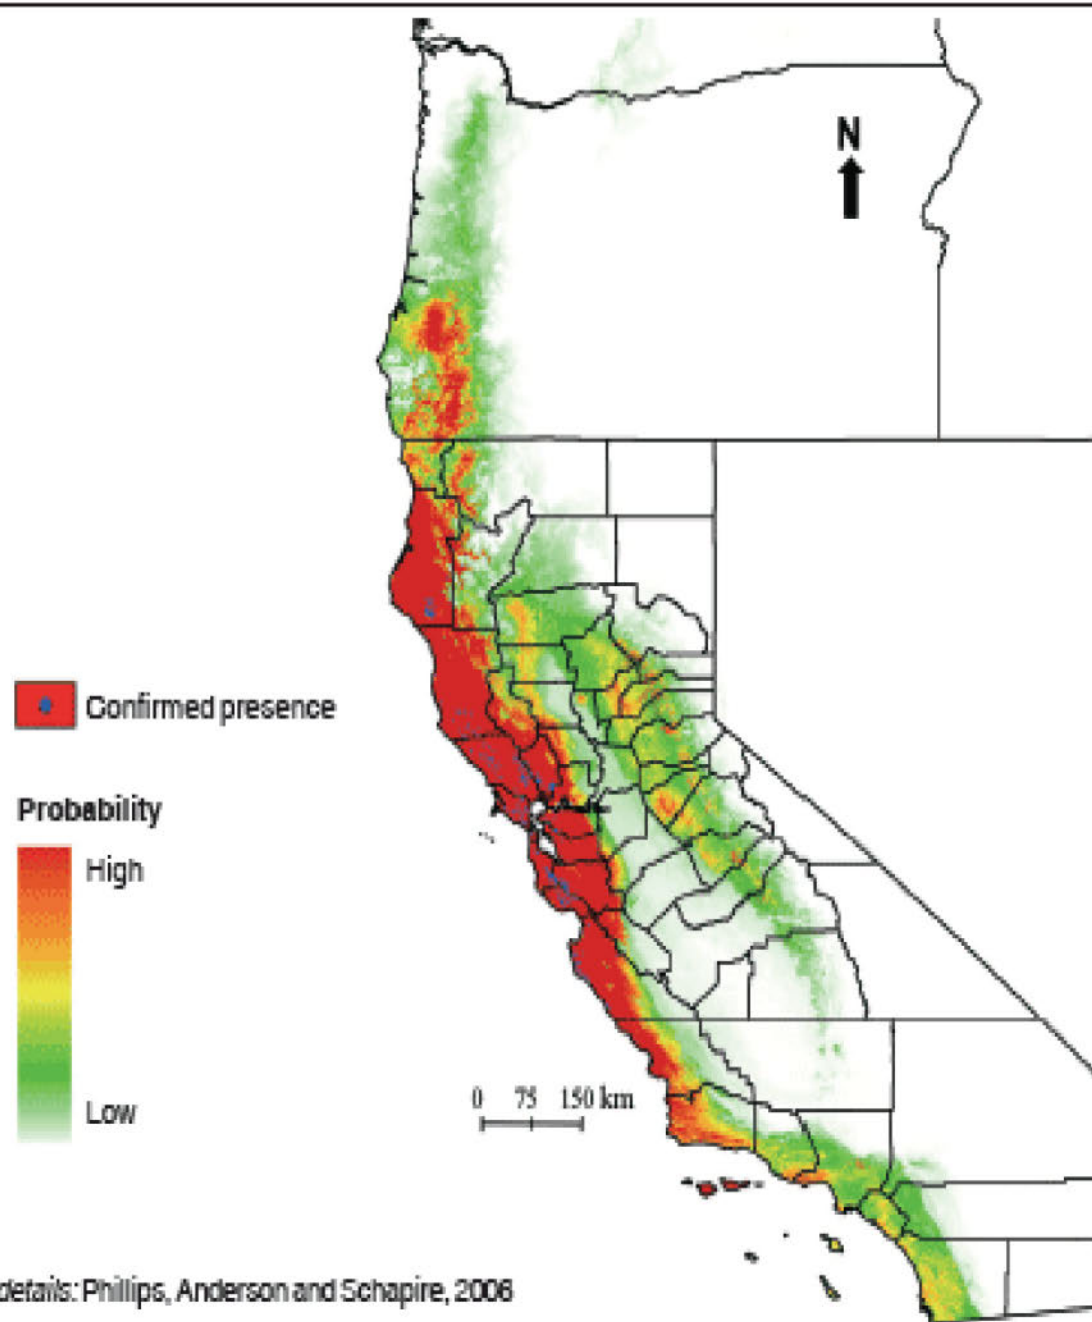 N
Confirmed presence
Probability
High
Low
0 75 150 km
details: Phillips, Anderson and Schapire, 2006